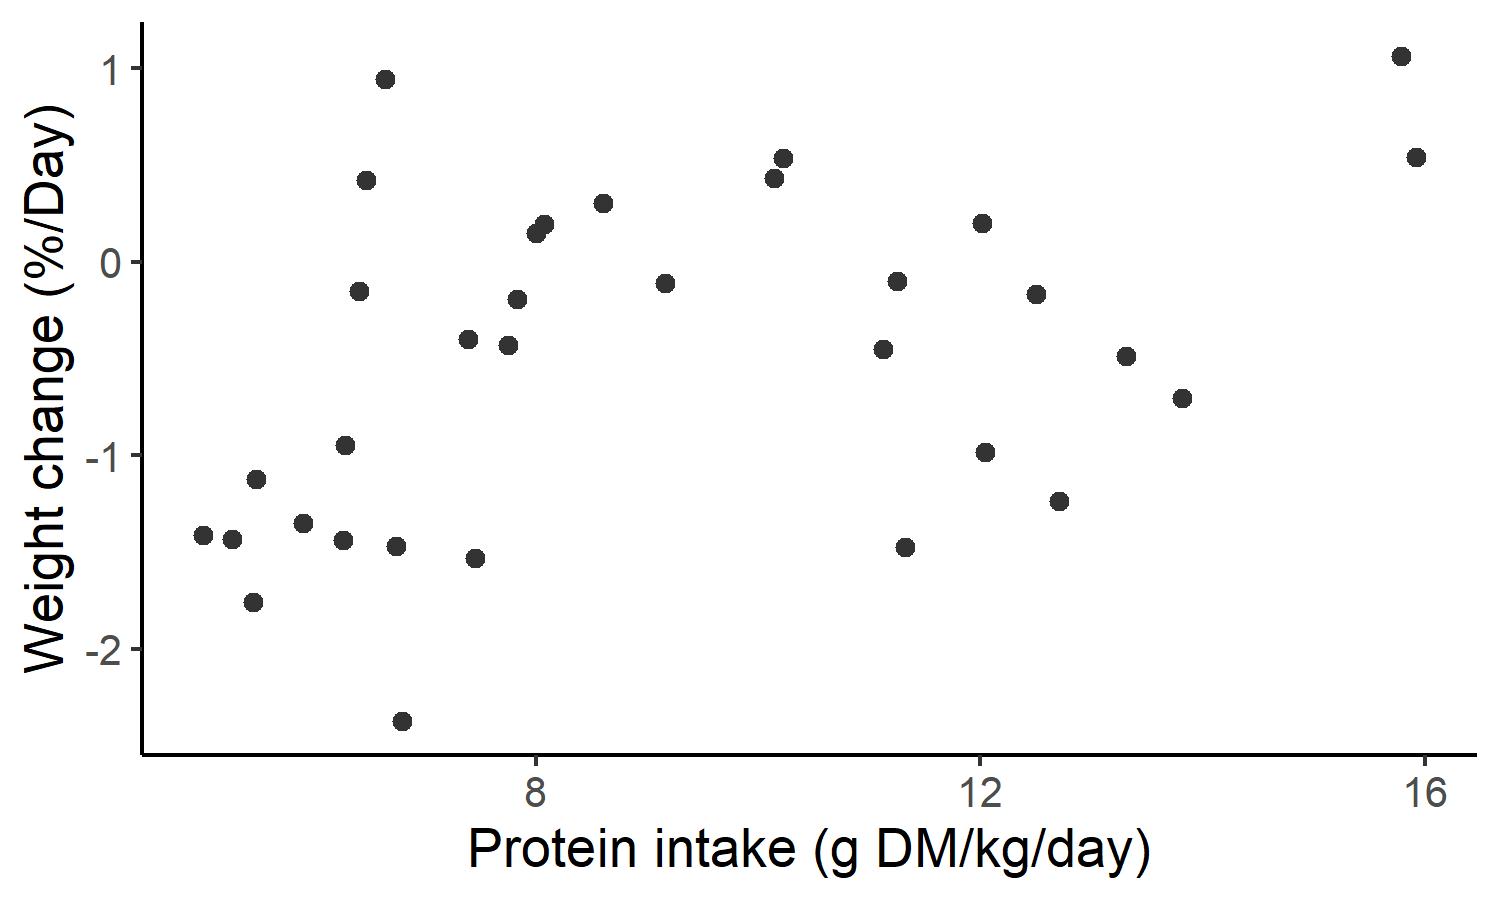 Weight change (%/Day)
1
0
-1
-2
8 12 16
Protein intake (g DM/kg/day)